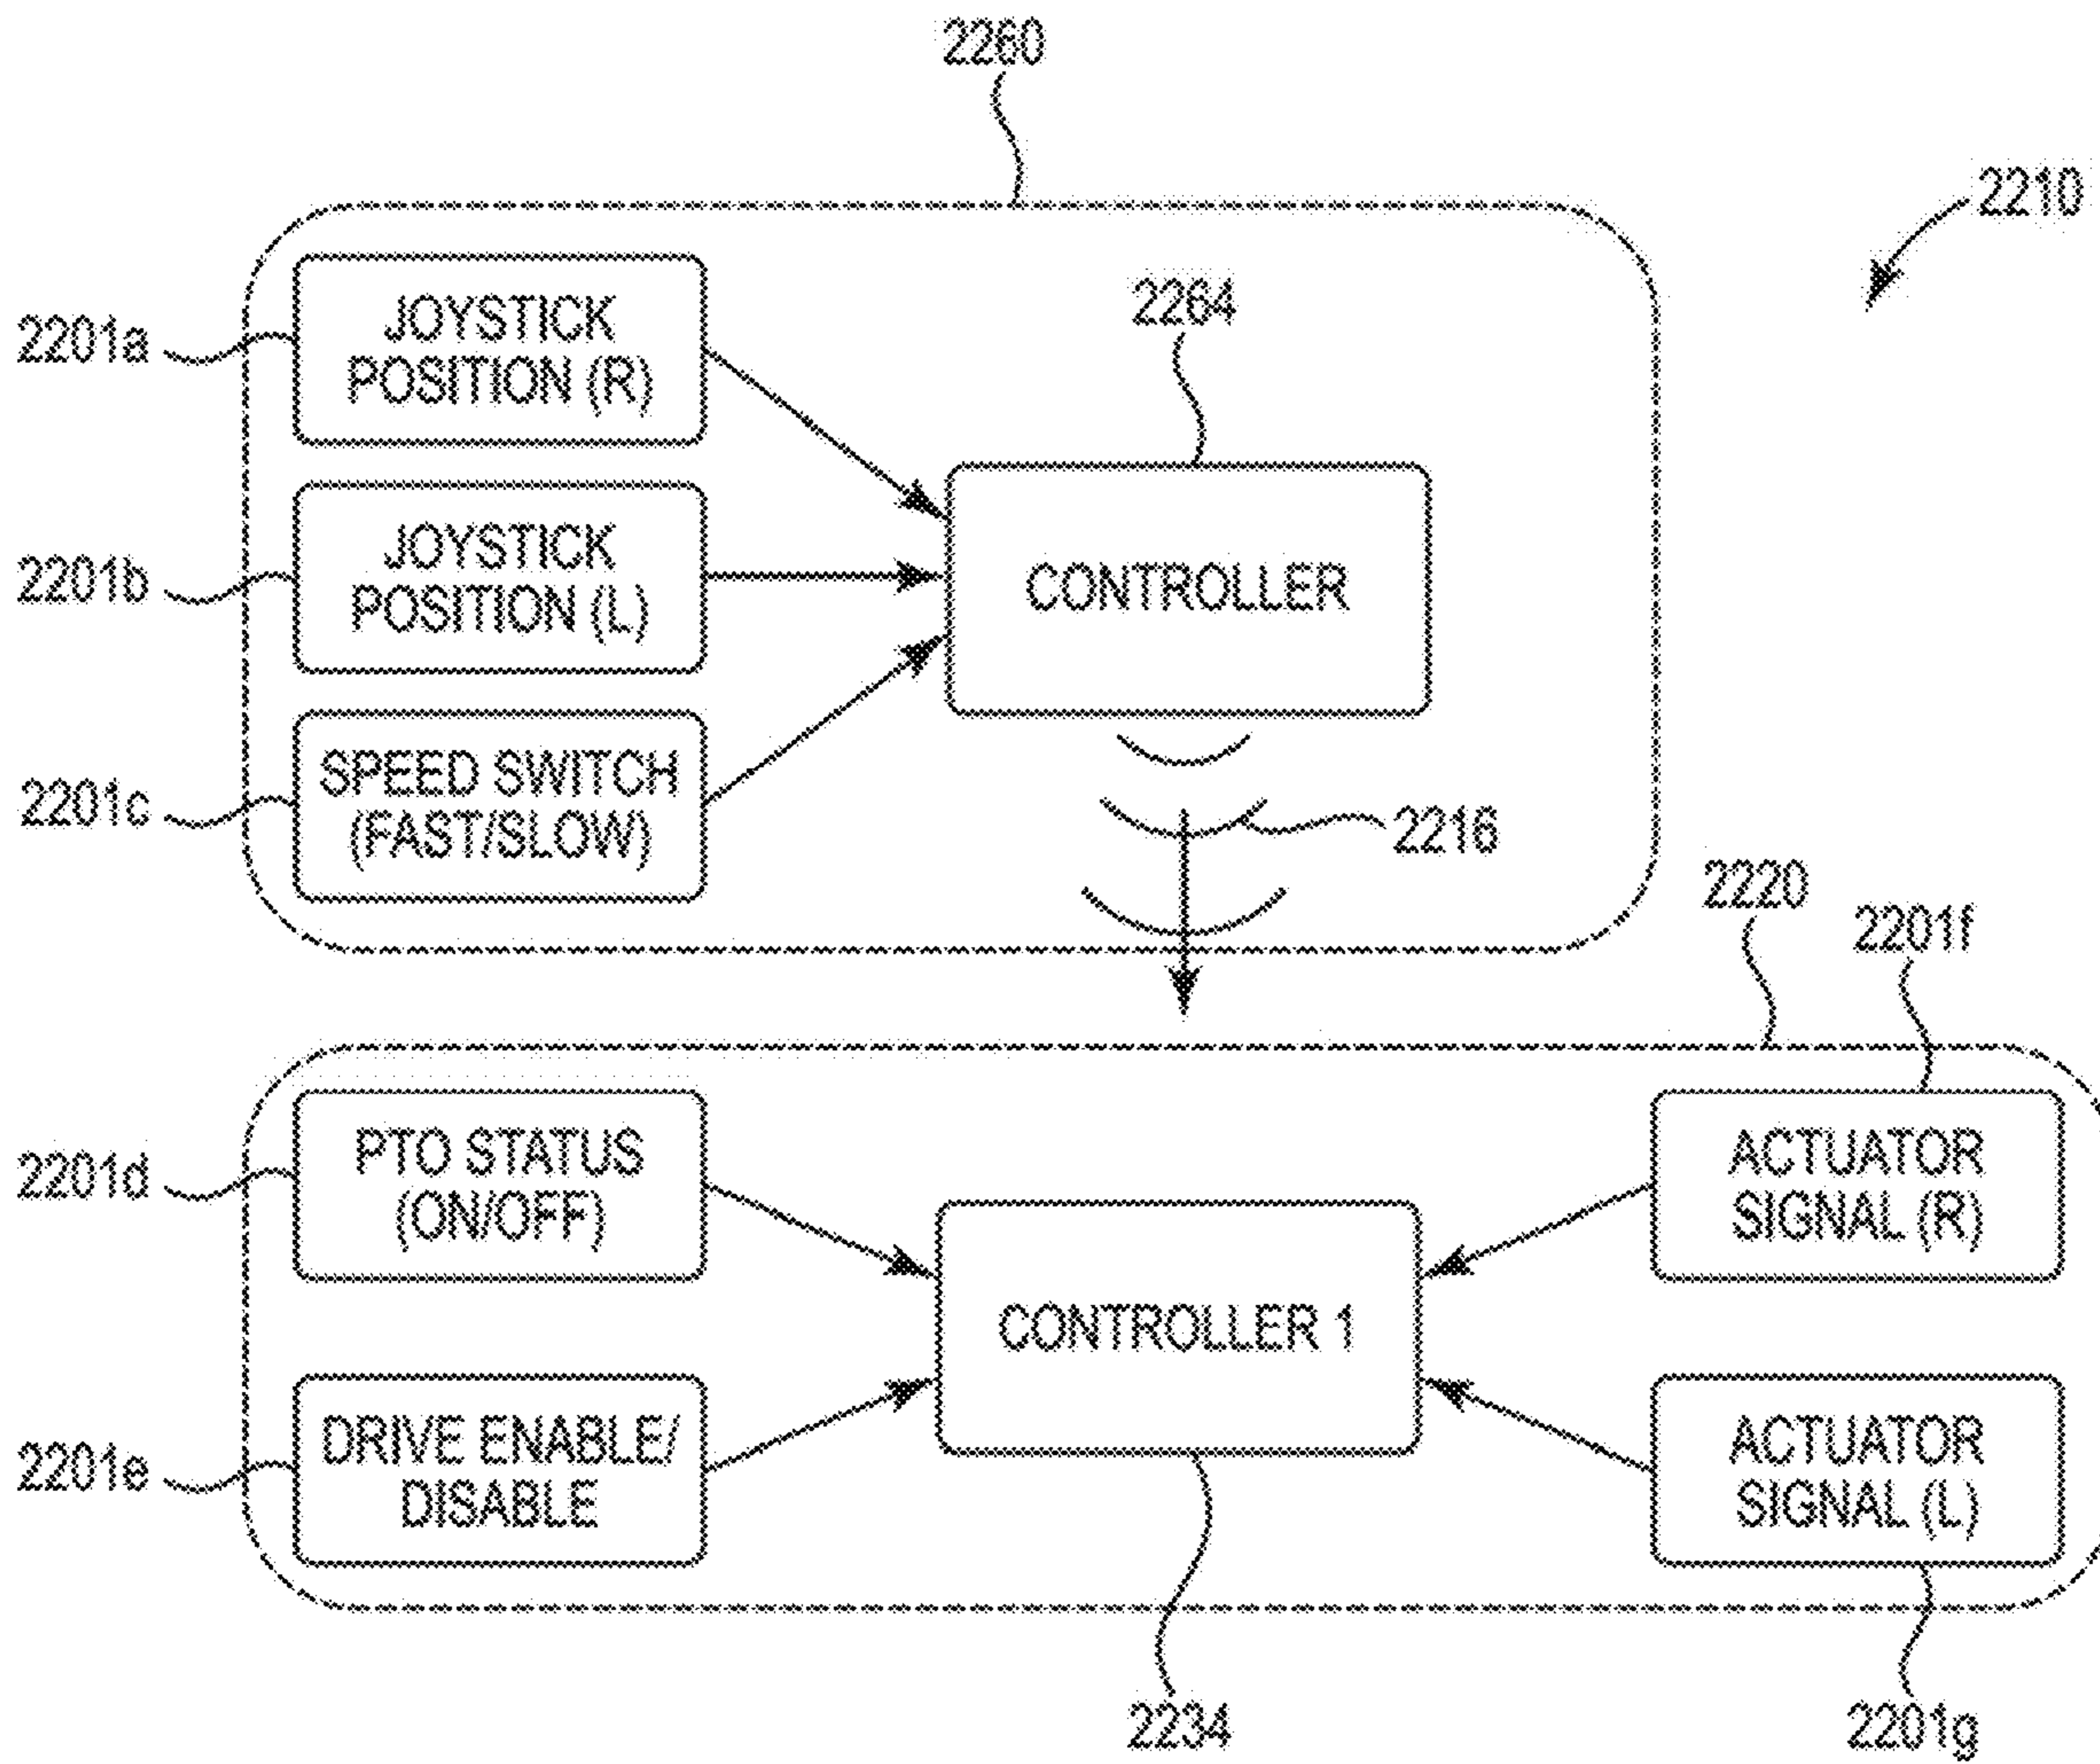 2260
2210
JOYSTICK
POSITION (R)
2201a
2264
JOYSTICK
POSITION (L)
2201b
CONTROLLER
SPEED SWITCH
(FAST/SLOW)
2201c
2216
2220
2201f
PTO STATUS
(ON/OFF)
2201d
ACTUATOR
SIGNAL (R)
CONTROLLER 1
DRIVE ENABLE/
DISABLE
2201e
ACTUATOR
SIGNAL (L)
2234
2201g